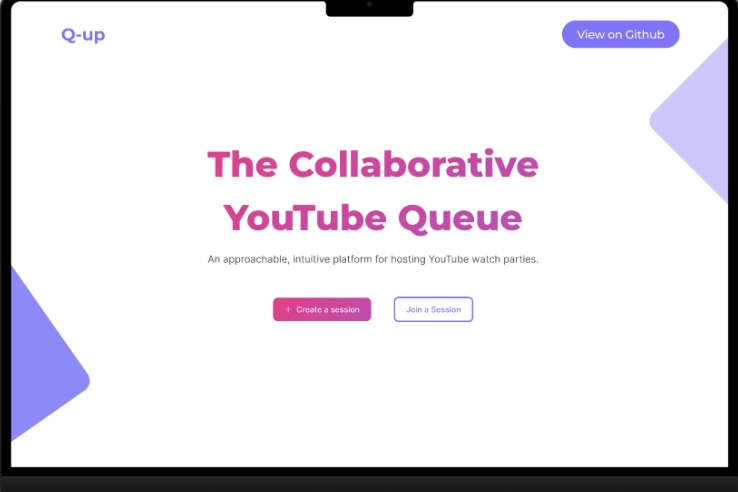 Q-up
View on Github
The Collaborative
YouTube Queue
An approachable, intuitive platform for hosting YouTube watch parties.
+ Create a session
Join a Session